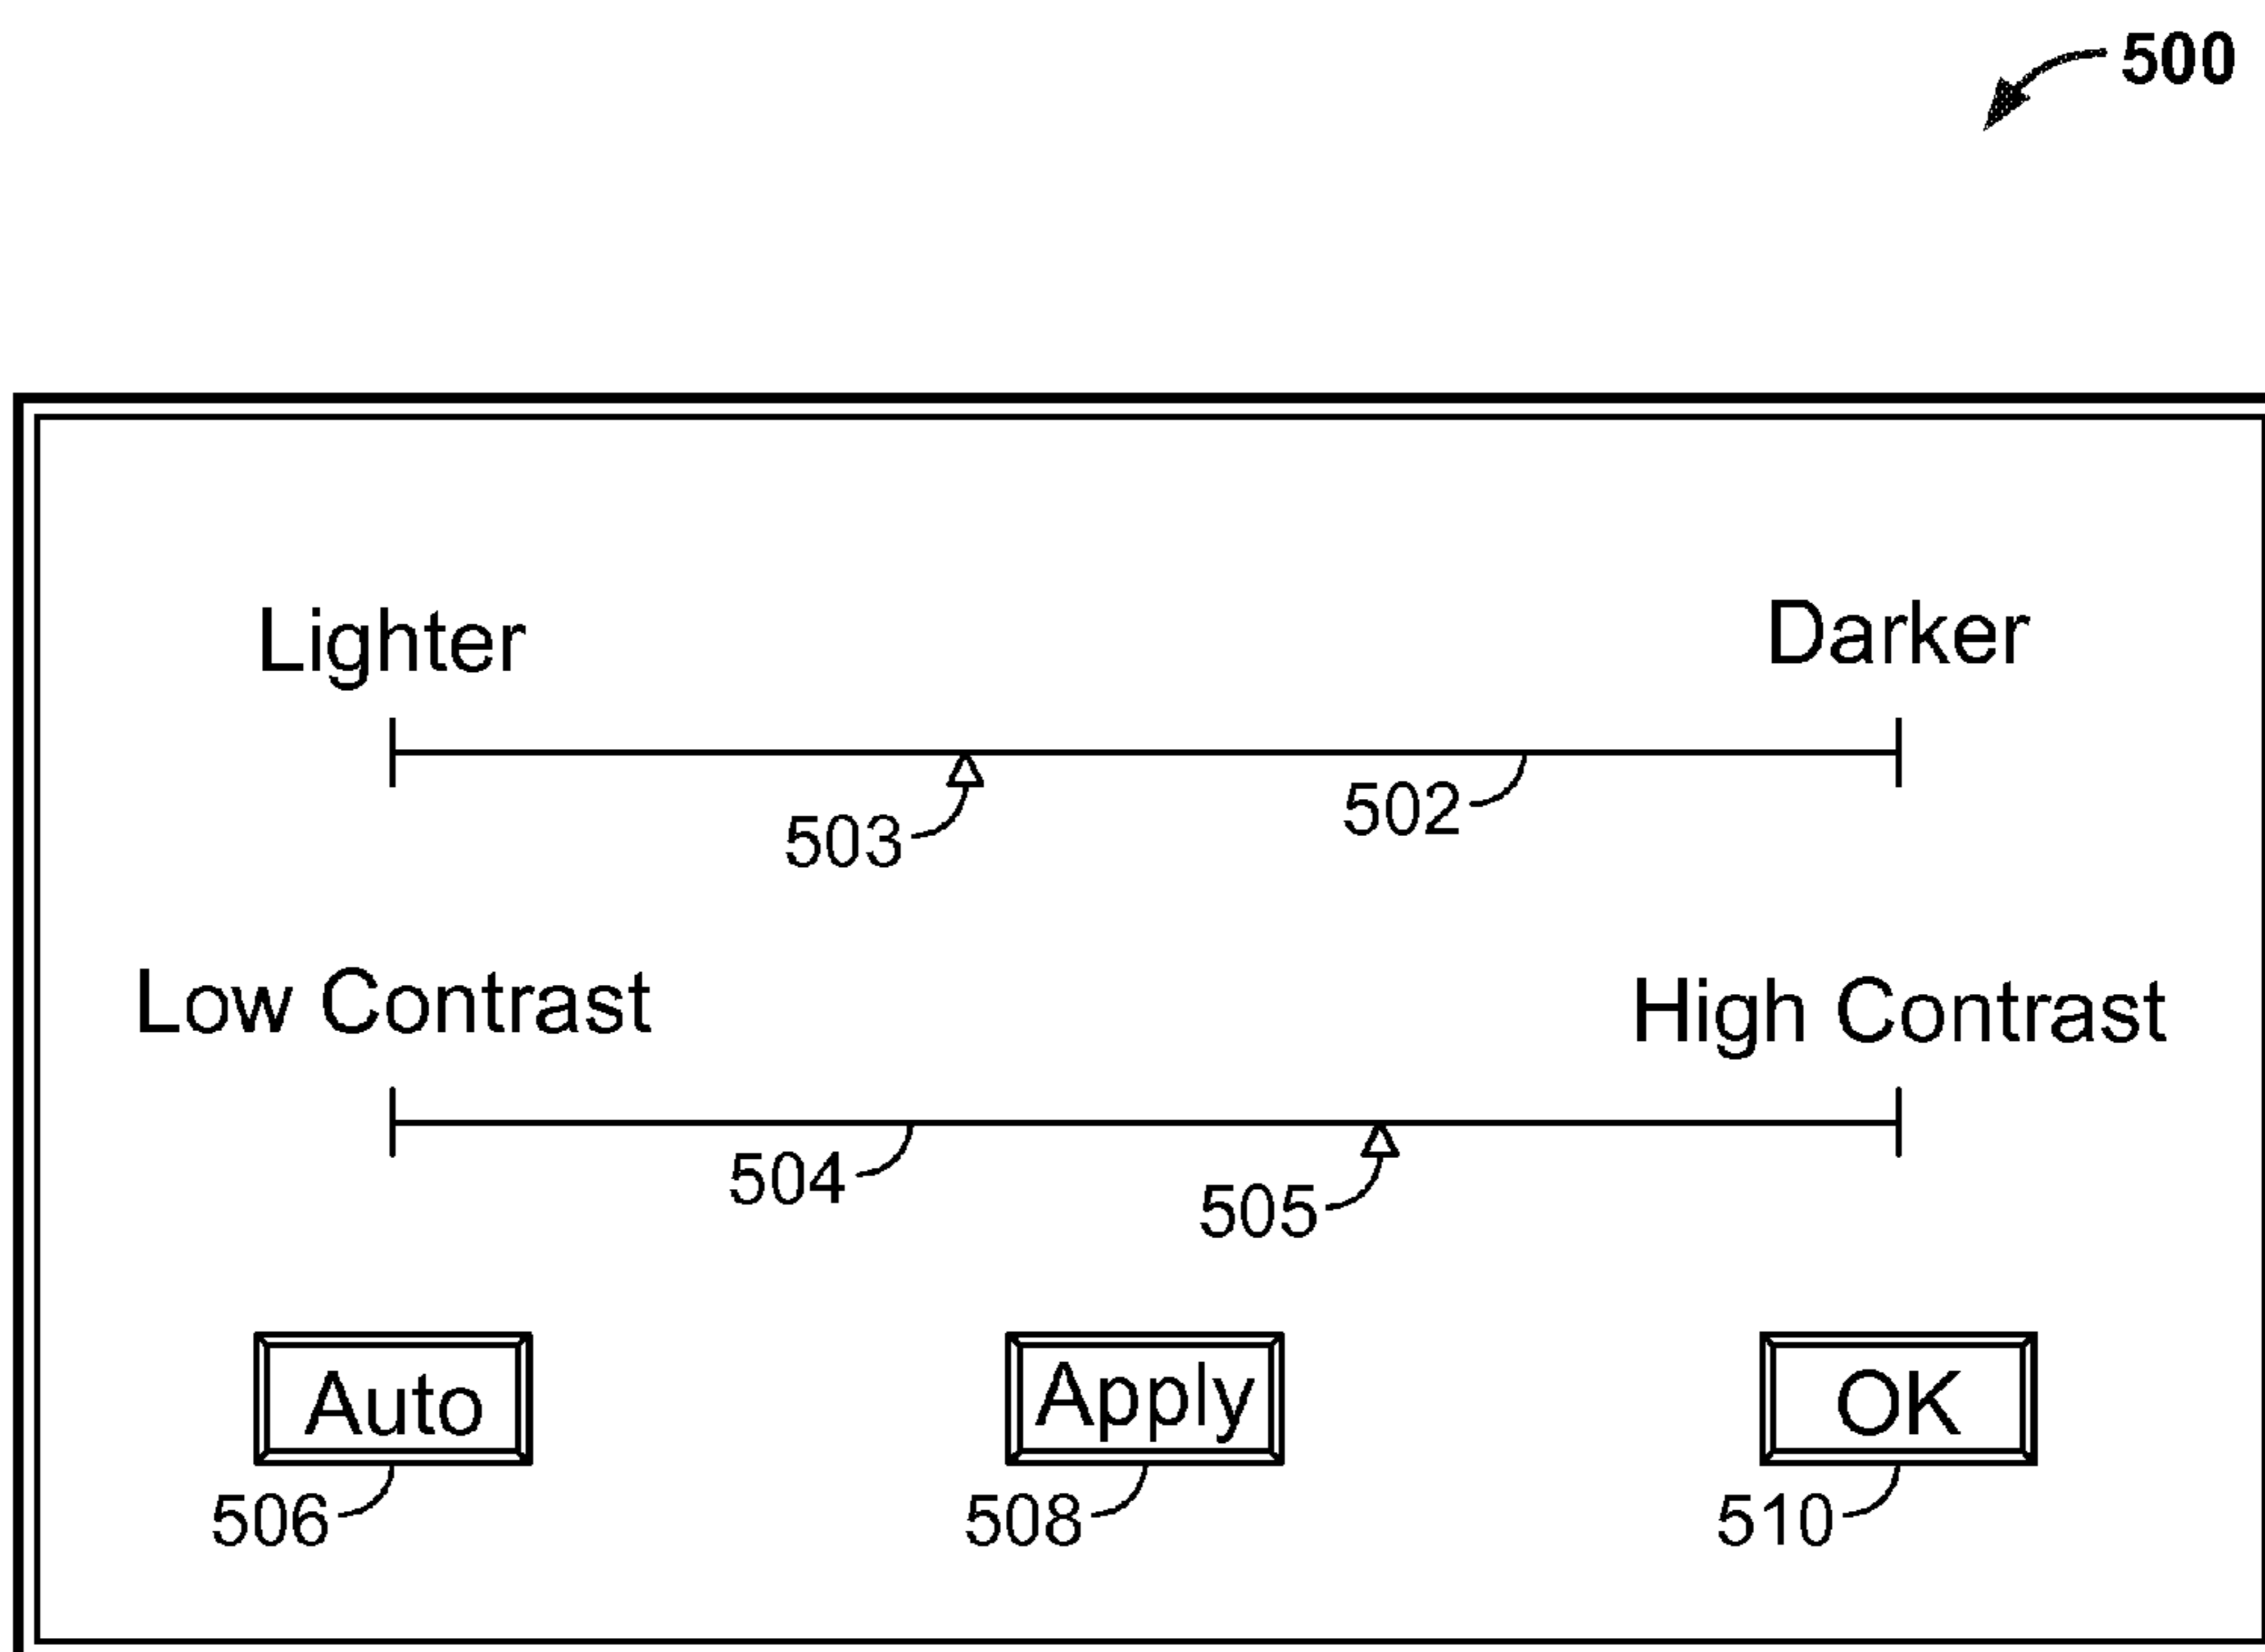 500
Lighter Darker
503 502
Low Contrast High Contrast
504 505
Auto Apply OK
506 508 510